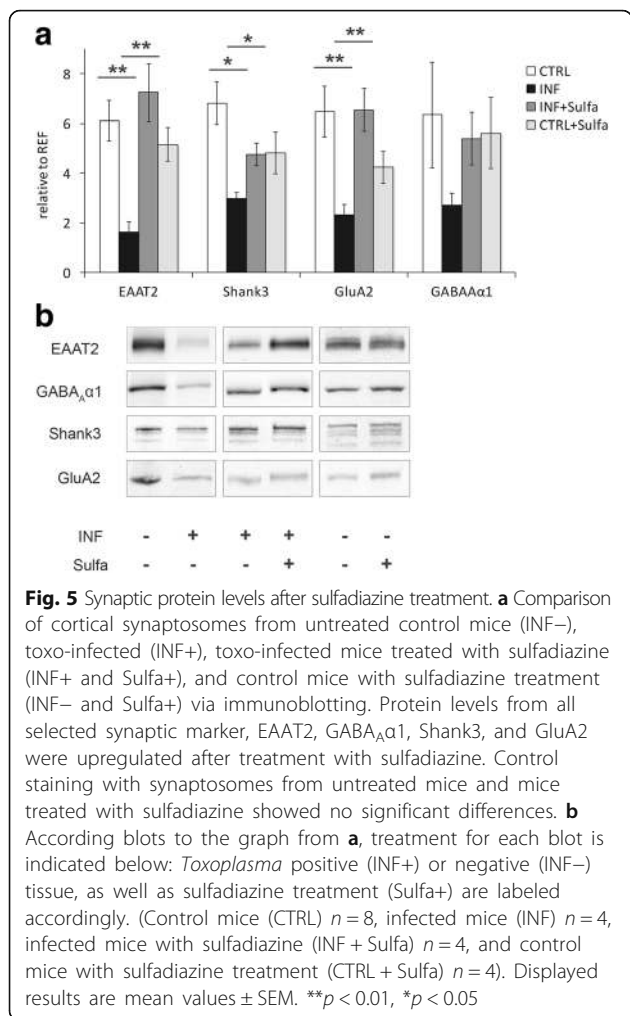 a
** ** * * ** **
8
6
4
2
0
relative to REF
CTRL
INF
INF+Sulfa
CTRL+Sulfa
EAAT2 Shank3 GluA2 GABAAα1
b
EAAT2
GABAAα1
Shank3
GluA2
INF - + + + - -
Sulfa - - - + - +
Fig. 5 Synaptic protein levels after sulfadiazine treatment. a Comparison
of cortical synaptosomes from untreated control mice (INF−),
toxo-infected (INF+), toxo-infected mice treated with sulfadiazine
(INF+ and Sulfa+), and control mice with sulfadiazine treatment
(INF− and Sulfa+) via immunoblotting. Protein levels from all
selected synaptic marker, EAAT2, GABAAα1, Shank3, and GluA2
were upregulated after treatment with sulfadiazine. Control
staining with synaptosomes from untreated mice and mice
treated with sulfadiazine showed no significant differences. b
According blots to the graph from a, treatment for each blot is
indicated below: Toxoplasma positive (INF+) or negative (INF−)
tissue, as well as sulfadiazine treatment (Sulfa+) are labeled
accordingly. (Control mice (CTRL) n = 8, infected mice (INF) n = 4,
infected mice with sulfadiazine (INF + Sulfa) n = 4, and control
mice with sulfadiazine treatment (CTRL + Sulfa) n = 4). Displayed
results are mean values ± SEM. **p < 0.01, *p < 0.05